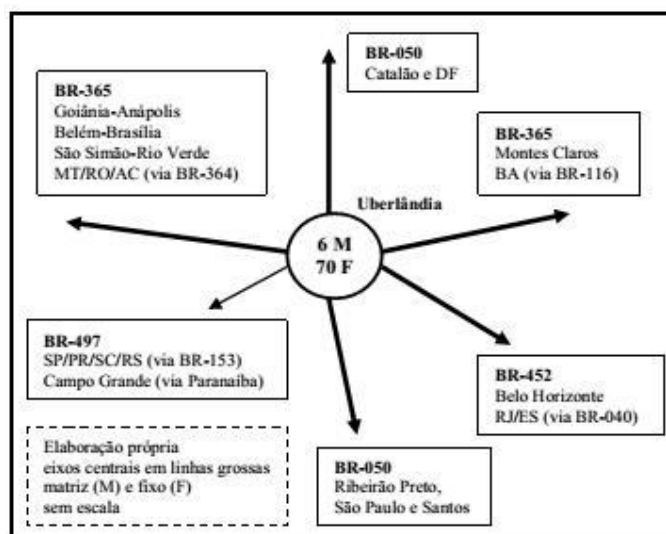 BR-050
Catalão e DF
BR-365
Goiânia-Anápolis
Belém-Brasília
São Simão-Rio Verde
MT/RO/AC (via BR-364)
BR-365
Montes Claros
BA (via BR-116)
Uberlândia
6 M
70 F
BR-497
SP/PR/SC/RS (via BR-153)
Campo Grande (via Paranaíba)
BR-452
Belo Horizonte
RJ/ES (via BR-040)
Elaboração própria
eixos centrais em linhas grossas
matriz (M) e fixo (F)
sem escala
BR-050
Ribeirão Preto,
São Paulo e Santos